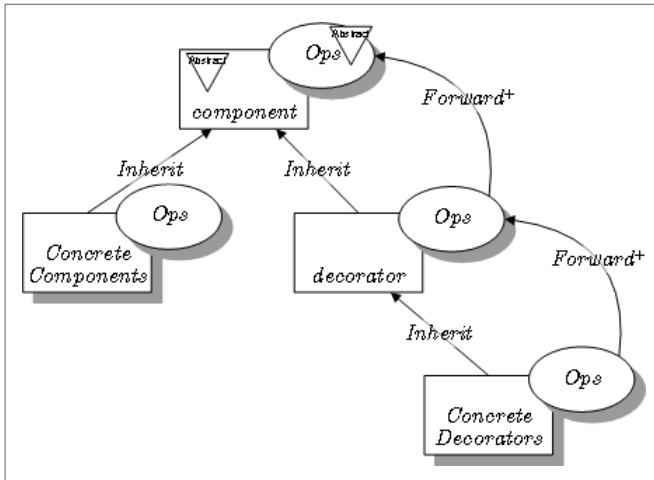 Abstract
Ops
Abstract
component
Forward+
Inherit
Inherit
Ops
Concrete
Components
Ops
decorator
Forward+
Inherit
Ops
Concrete
Decorators